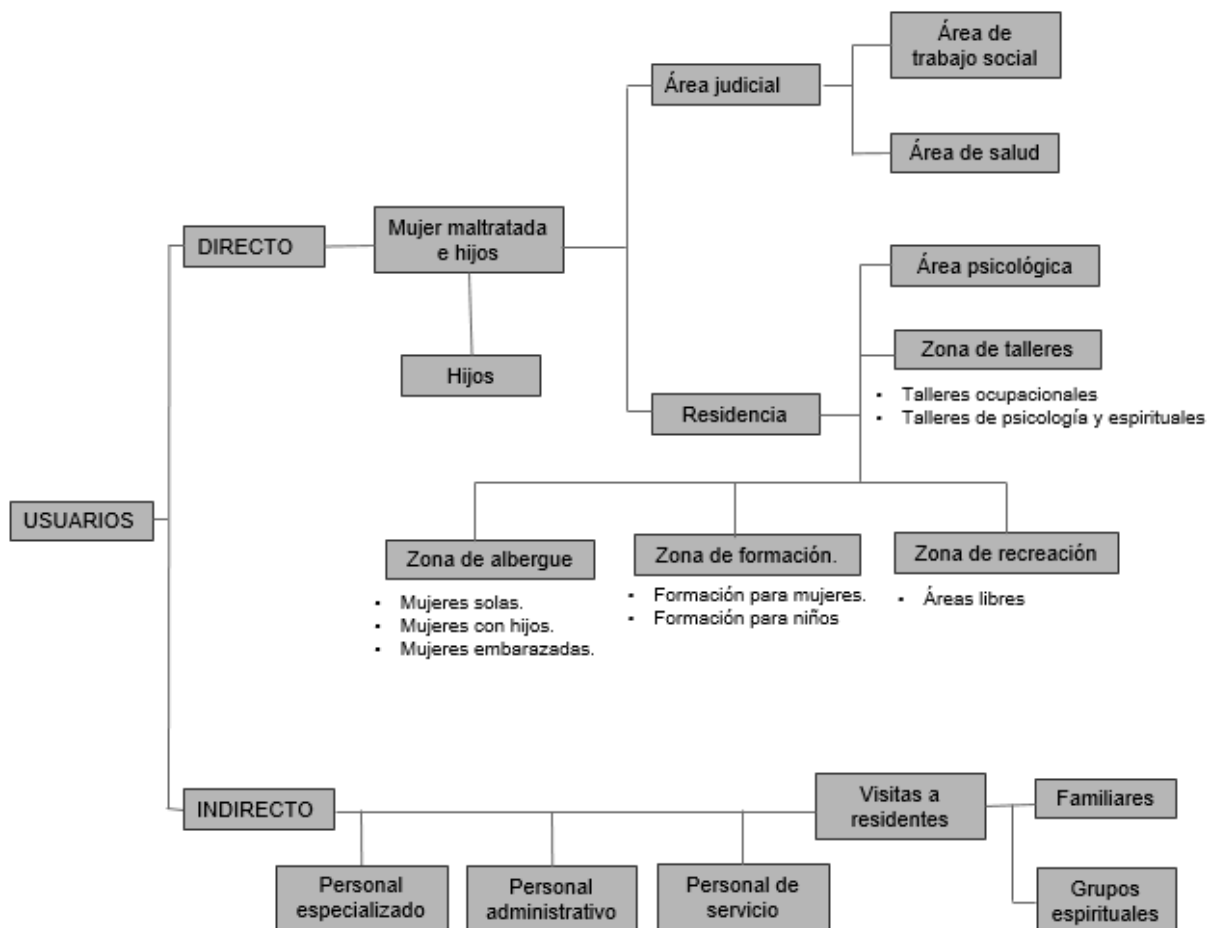 Área de
trabajo social
Área judicial
Área de salud
DIRECTO
Mujer maltratada
e hijos
Área psicológica
Zona de talleres
Hijos
▪ Talleres ocupacionales
▪ Talleres de psicología y espirituales
Residencia
USUARIOS
Zona de albergue
▪ Mujeres solas.
▪ Mujeres con hijos.
▪ Mujeres embarazadas.
Zona de formación.
▪ Formación para mujeres.
▪ Formación para niños
Zona de recreación
▪ Áreas libres
INDIRECTO
Visitas a
residentes
Familiares
Personal
especializado
Personal
administrativo
Personal de
servicio
Grupos
espirituales